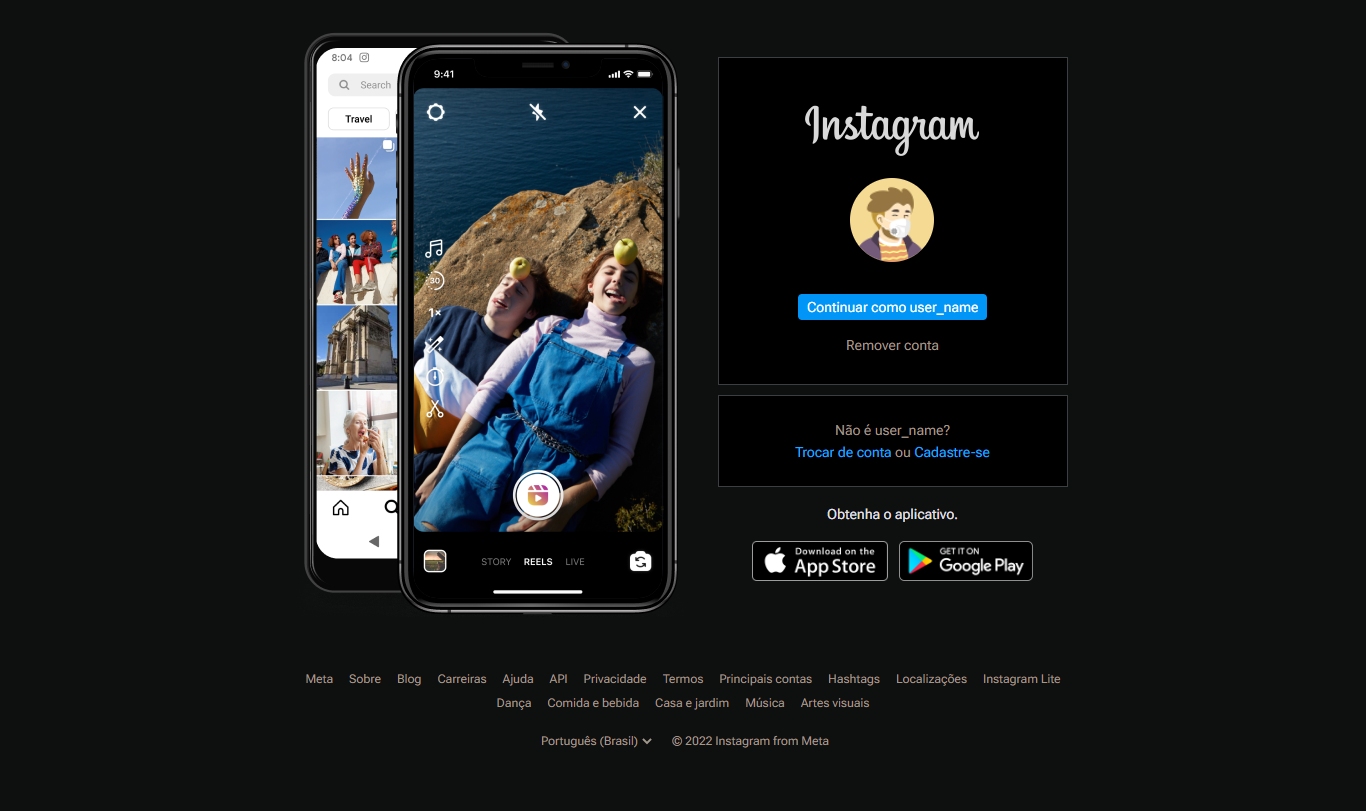 8:04
Search
Travel
9:41
30
1×
STORY REELS LIVE
Instagram
Continuar como user_name
Remover conta
Não é user_name?
Trocar de conta ou Cadastre-se
Obtenha o aplicativo.
Download on the
App Store
GET IT ON
Google Play
Meta Sobre Blog Carreiras Ajuda API Privacidade Termos Principais contas Hashtags Localizações Instagram Lite
Dança Comida e bebida Casa e jardim Música Artes visuais
Português (Brasil) © 2022 Instagram from Meta